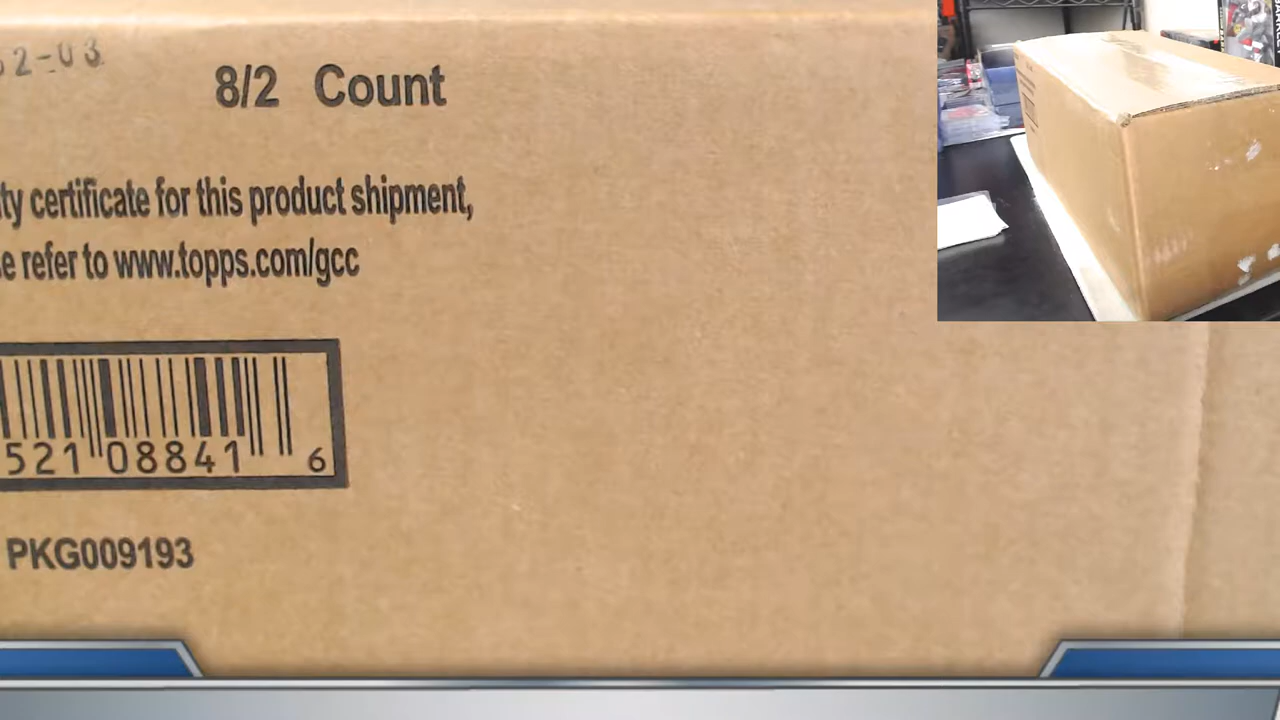 2-03
8/2 Count
certificate for this product shipment,
refer to www.topps.com/gcc
521 08841 6
PKG009193